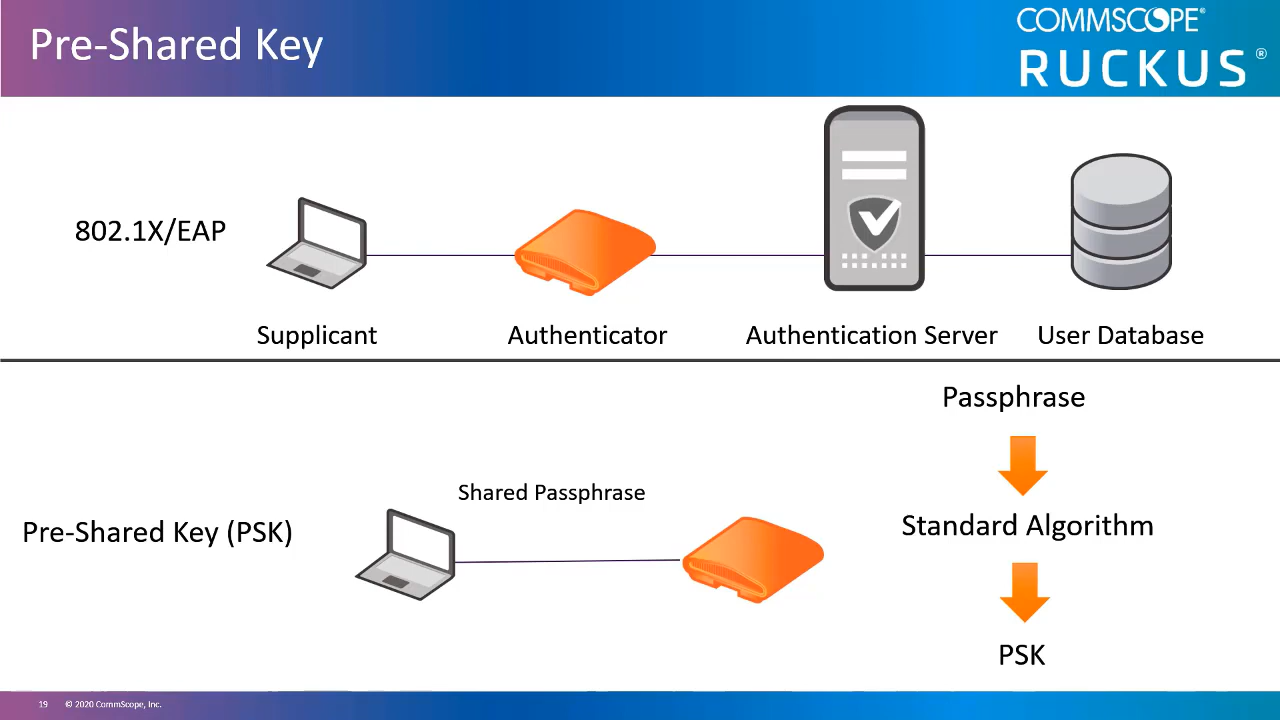 Pre-Shared Key
COMMSCOPE®
RUCKUS®
802.1X/EAP
Supplicant
Authenticator
Authentication Server
User Database
Passphrase
Shared Passphrase
Standard Algorithm
Pre-Shared Key (PSK)
PSK
19 © 2020 CommScope, Inc.